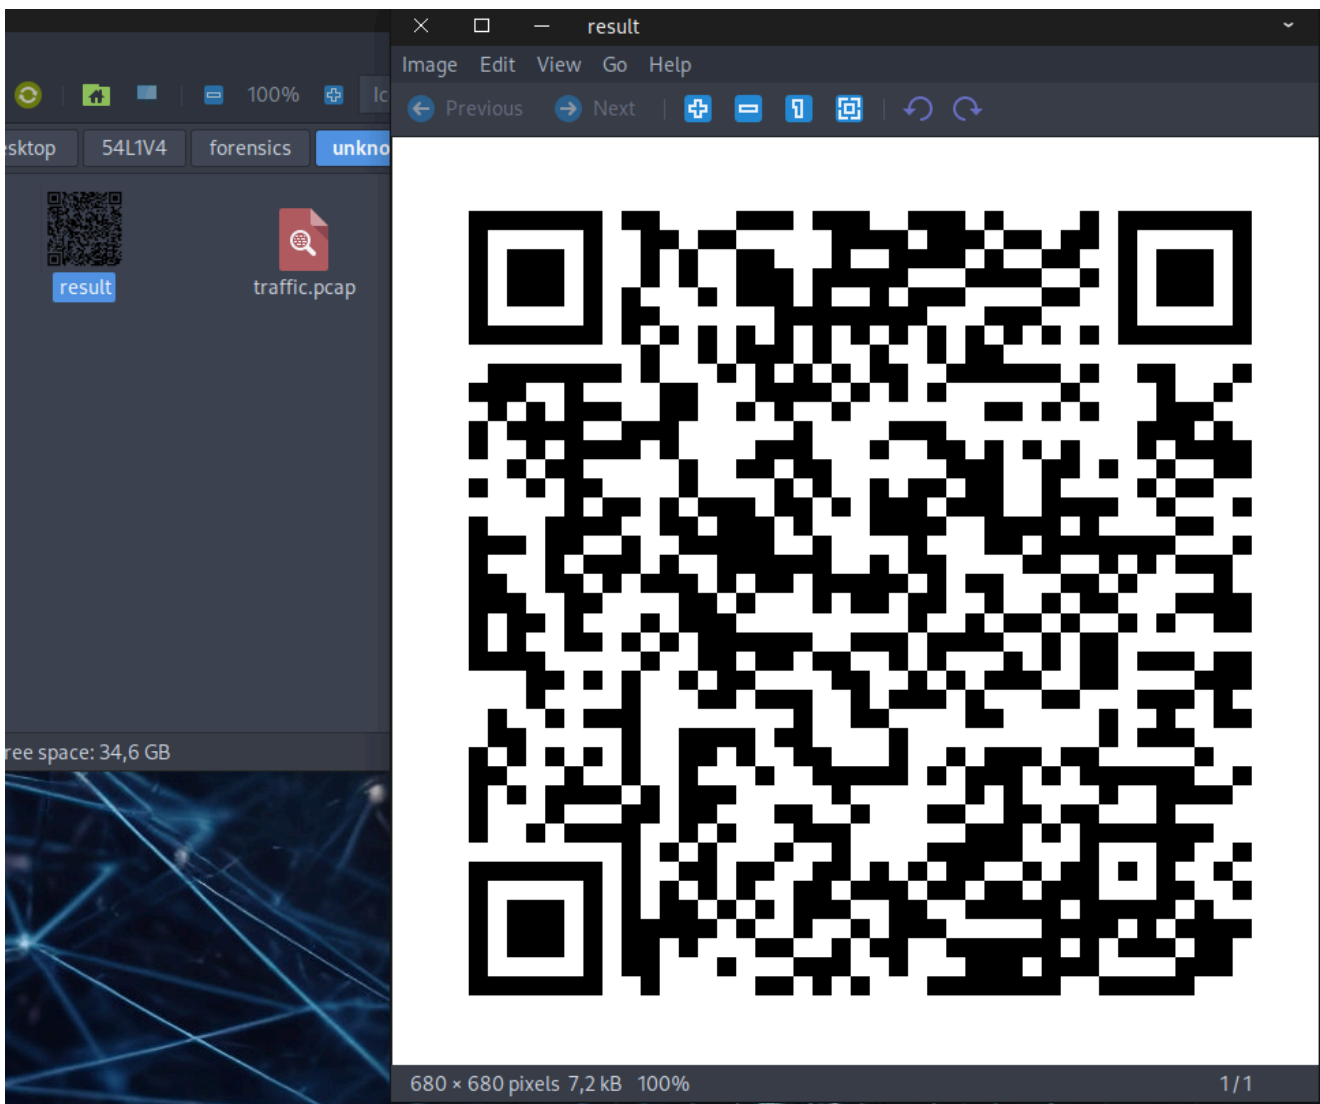 result
Image Edit View Go Help
100% Ic
Previous Next
sktop 54L1V4 forensics unkno
result traffic.pcap
ree space: 34,6 GB
680 × 680 pixels 7,2 kB 100% 1/1